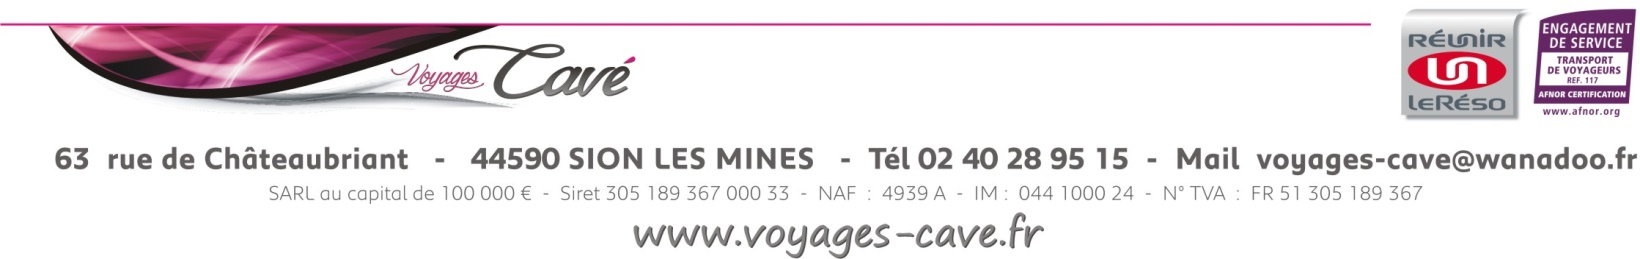 Voyages Cavé
RÉUNIR
UN
LERÉSO
ENGAGEMENT
DE SERVICE
TRANSPORT
DE VOYAGEURS
REF. 117
AFNOR CERTIFICATION
www.afnor.org
63 rue de Châteaubriant - 44590 SION LES MINES - Tél 02 40 28 95 15 - Mail voyages-cave@wanadoo.fr
SARL au capital de 100 000 € - Siret 305 189 367 000 33 - NAF : 4939 A - IM : 044 1000 24 - N° TVA : FR 51 305 189 367
www.voyages-cave.fr